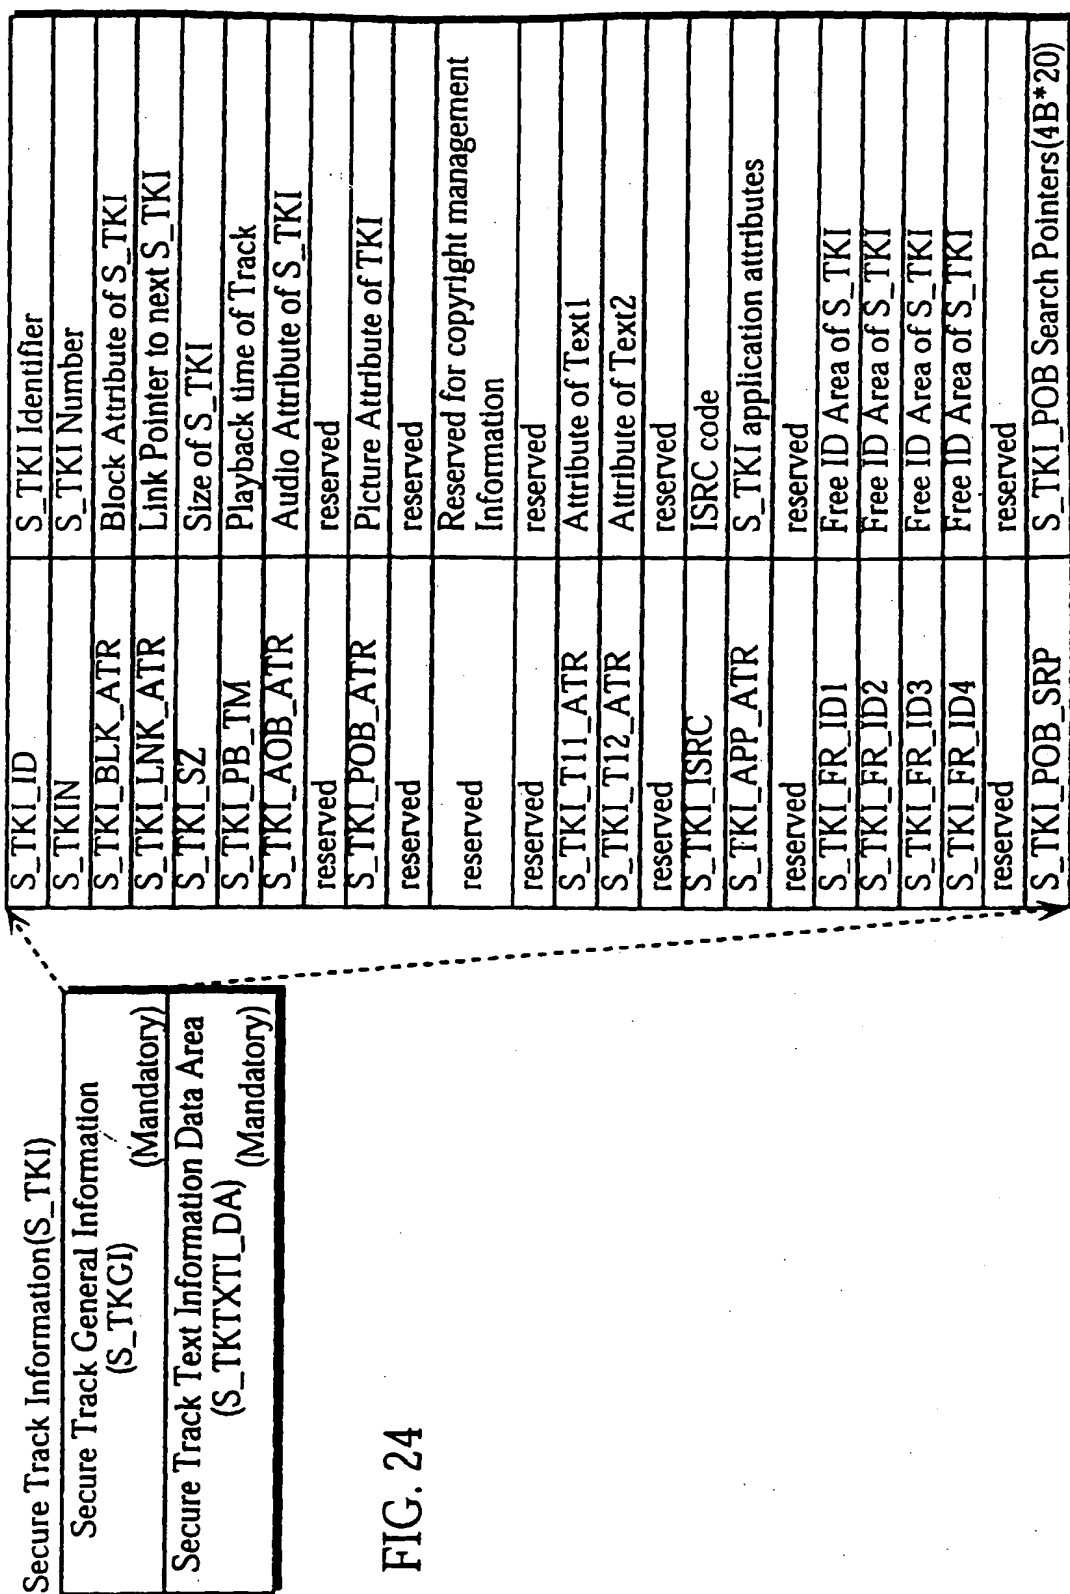 Secure Track Information(S_TKI)
Secure Track General Information
(S_TKGI)
(Mandatory)
Secure Track Text Information Data Area
(S_TKTXTI_DA)
(Mandatory)
S_TKI_ID S_TKI Identifier
S_TKIN S_TKI Number
S_TKI_BLK_ATR Block Attribute of S_TKI
S_TKI_LNK_ATR Link Pointer to next S_TKI
S_TKI_SZ Size of S_TKI
S_TKI_PB_TM Playback time of Track
S_TKI_AOB_ATR Audio Attribute of S_TKI
reserved reserved
S_TKI_POB_ATR Picture Attribute of TKI
reserved reserved
reserved Reserved for copyright management
Information
reserved reserved
S_TKI_T11_ATR Attribute of Text1
S_TKI_T12_ATR Attribute of Text2
reserved reserved
S_TKI_ISRC ISRC code
S_TKI_APP_ATR S_TKI application attributes
reserved reserved
S_TKI_FR_ID1 Free ID Area of S_TKI
S_TKI_FR_ID2 Free ID Area of S_TKI
S_TKI_FR_ID3 Free ID Area of S_TKI
S_TKI_FR_ID4 Free ID Area of S_TKI
reserved reserved
S_TKI_POB_SRP S_TKI_POB Search Pointers(4B*20)
FIG. 24